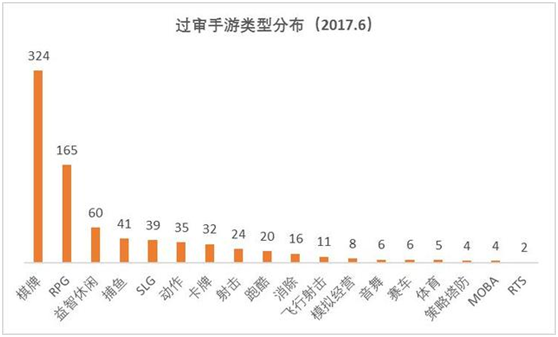 过审手游类型分布（2017.6）
324
165
60
41
39
35
32
24
20
16
11
8
6
6
5
4
4
2
棋牌
RPG
益智休闲
捕鱼
SLG
动作
卡牌
射击
跑酷
消除
飞行射击
模拟经营
音舞
赛车
体育
策略塔防
MOBA
RTS